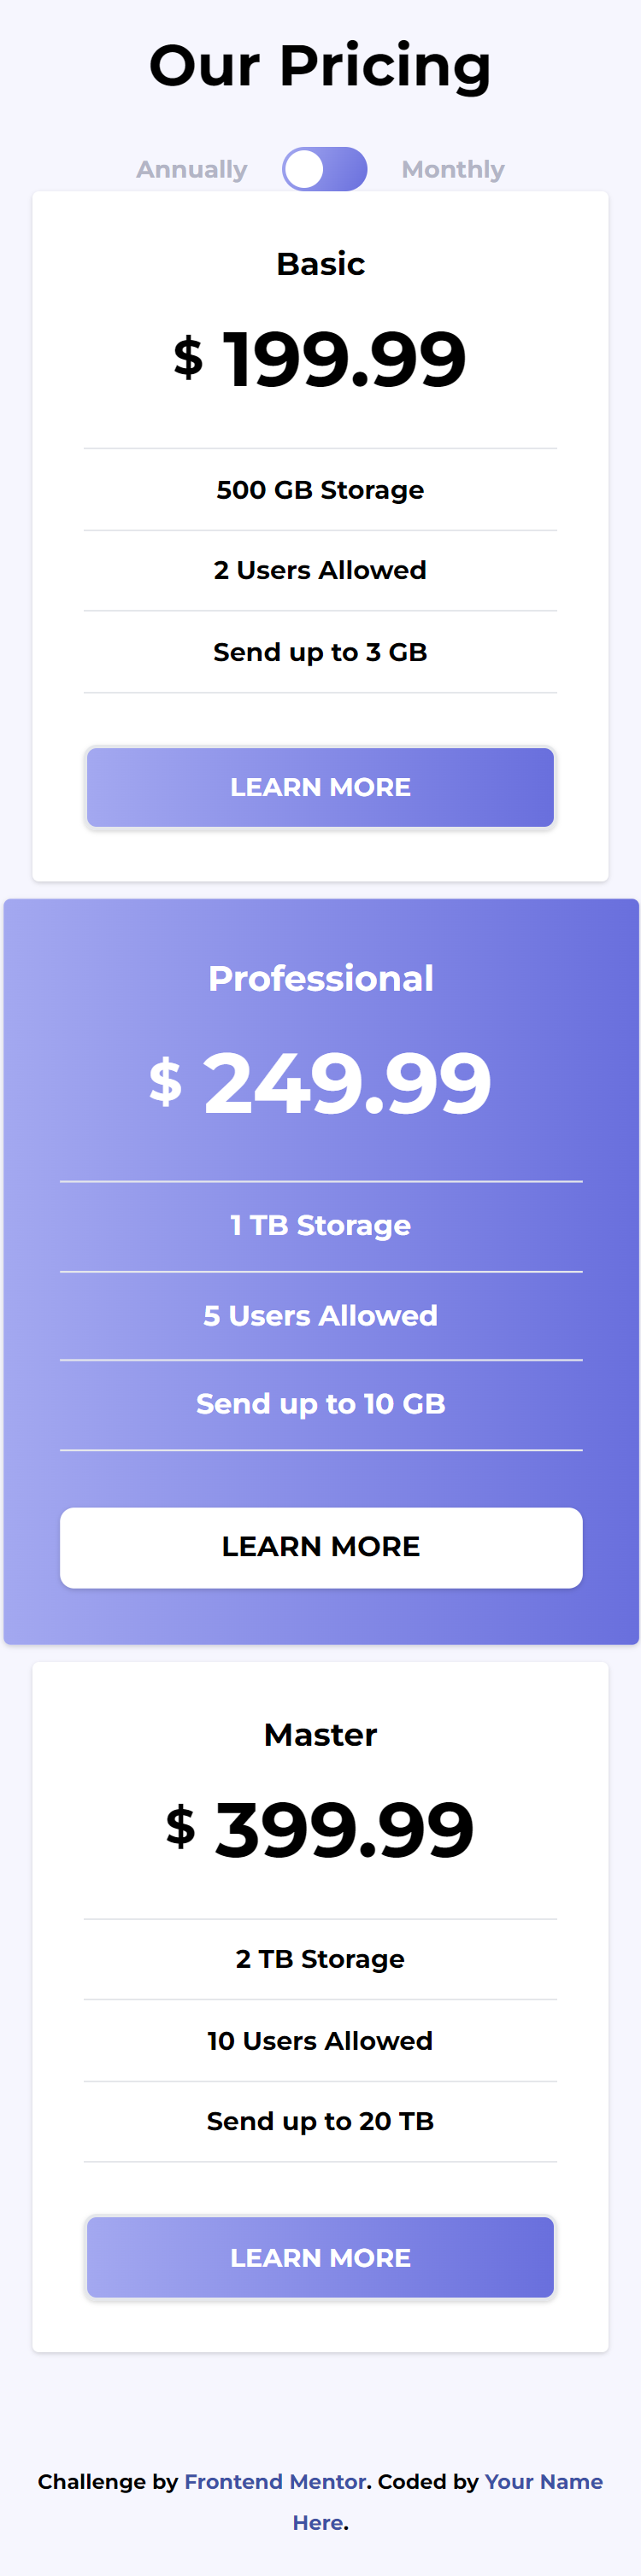 Our Pricing
Annually Monthly
Basic
$ 199.99
500 GB Storage
2 Users Allowed
Send up to 3 GB
LEARN MORE
Professional
$ 249.99
1 TB Storage
5 Users Allowed
Send up to 10 GB
LEARN MORE
Master
$ 399.99
2 TB Storage
10 Users Allowed
Send up to 20 TB
LEARN MORE
Challenge by Frontend Mentor. Coded by Your Name
Here.